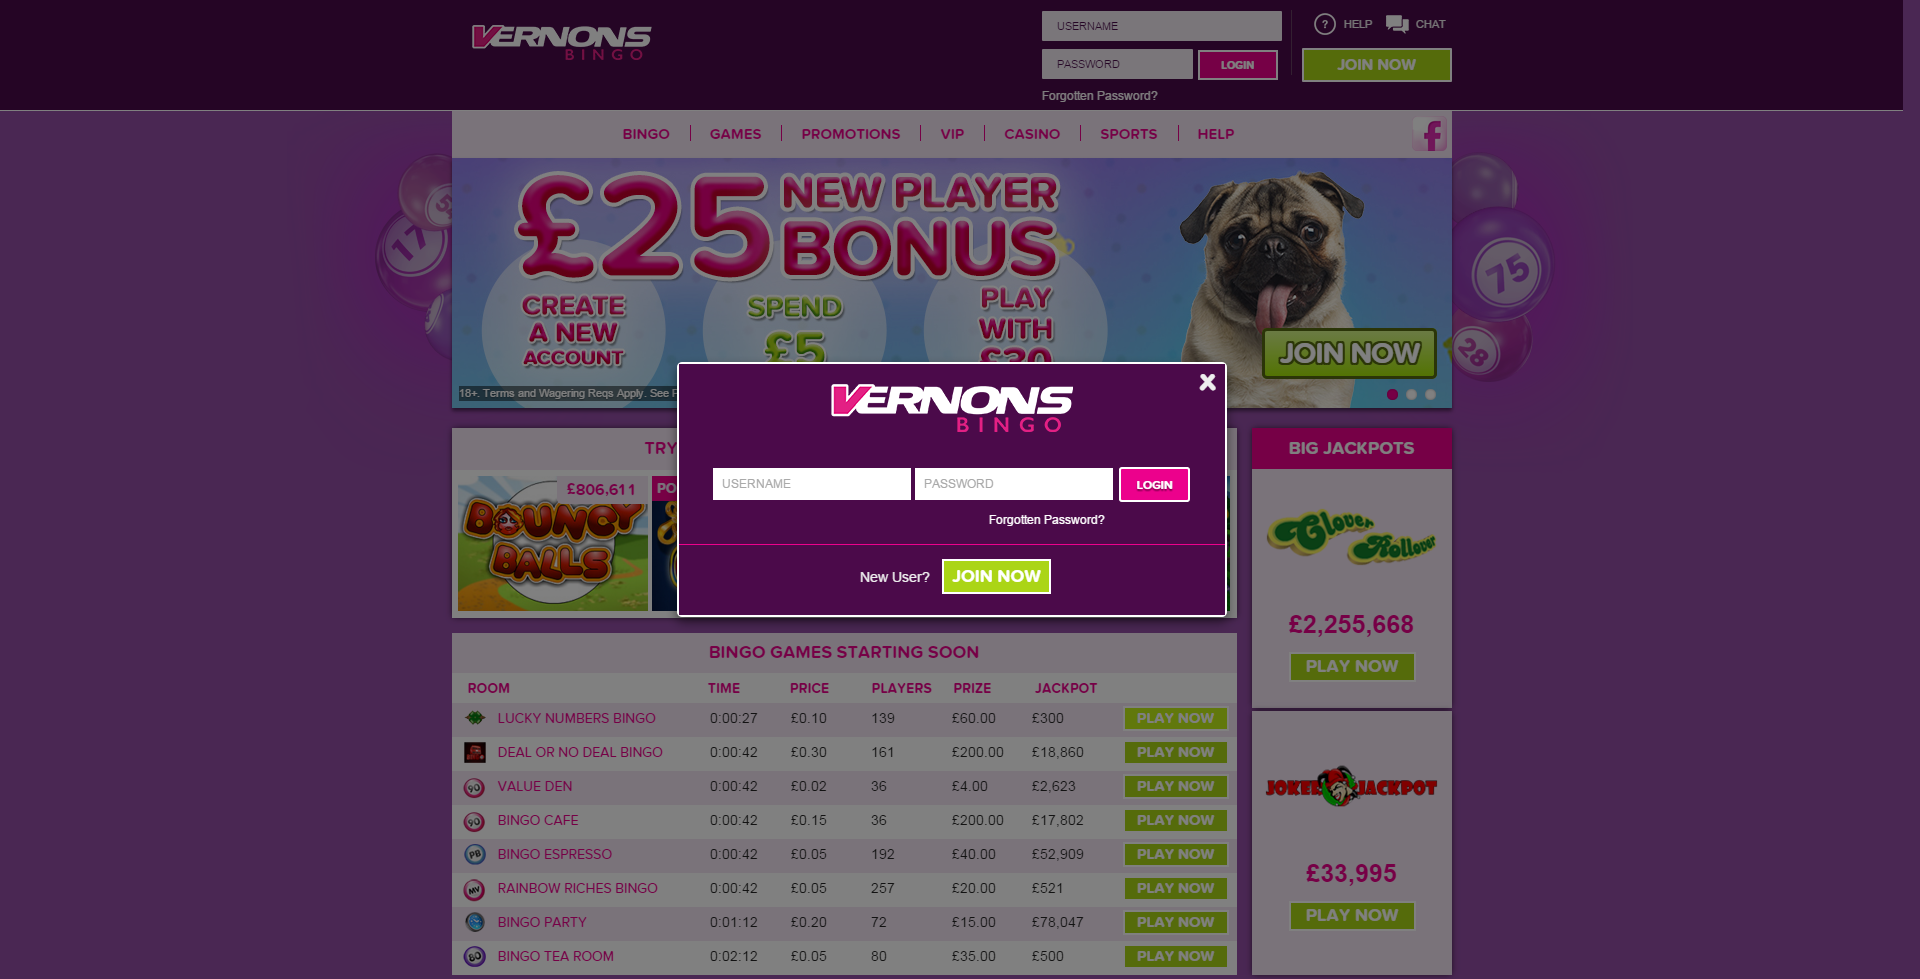 VERNONS
BINGO
USERNAME
PASSWORD
LOGIN
Forgotten Password?
? HELP
CHAT
JOIN NOW
BINGO
GAMES
PROMOTIONS
VIP
CASINO
SPORTS
HELP
f
£25 NEW PLAYER
BONUS
CREATE
A NEW
ACCOUNT
SPEND
£5
PLAY
WITH
£30
JOIN NOW
18+. Terms and Wagering Reqs Apply. See
17
75
28
VERNONS
BINGO
USERNAME
PASSWORD
LOGIN
Forgotten Password?
New User?
JOIN NOW
TRY
£806,611
BOUNCY
BALLS
PO
BIG JACKPOTS
Clover
Rollover
£2,255,668
PLAY NOW
JOKER JACKPOT
£33,995
PLAY NOW
BINGO GAMES STARTING SOON
ROOM TIME PRICE PLAYERS PRIZE JACKPOT
LUCKY NUMBERS BINGO 0:00:27 £0.10 139 £60.00 £300 PLAY NOW
DEAL OR NO DEAL BINGO 0:00:42 £0.30 161 £200.00 £18,860 PLAY NOW
90 VALUE DEN 0:00:42 £0.02 36 £4.00 £2,623 PLAY NOW
90 BINGO CAFE 0:00:42 £0.15 36 £200.00 £17,802 PLAY NOW
PB BINGO ESPRESSO 0:00:42 £0.05 192 £40.00 £52,909 PLAY NOW
MV RAINBOW RICHES BINGO 0:00:42 £0.05 257 £20.00 £521 PLAY NOW
BINGO PARTY 0:01:12 £0.20 72 £15.00 £78,047 PLAY NOW
80 BINGO TEA ROOM 0:02:12 £0.05 80 £35.00 £500 PLAY NOW